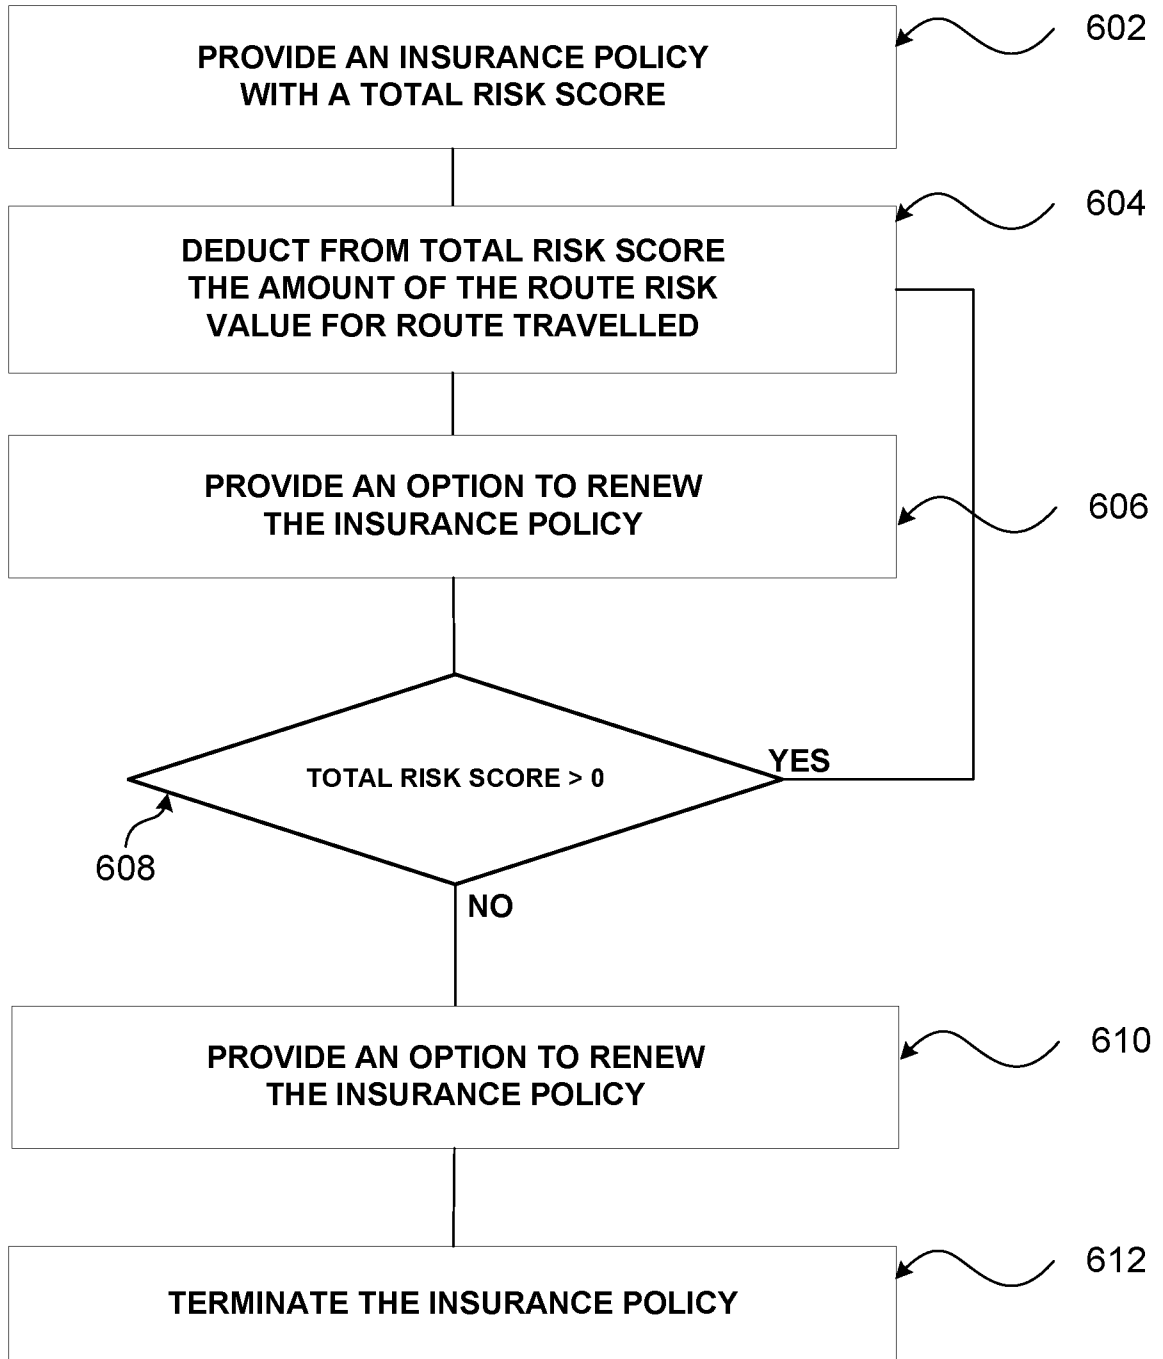 PROVIDE AN INSURANCE POLICY
WITH A TOTAL RISK SCORE
602
DEDUCT FROM TOTAL RISK SCORE
THE AMOUNT OF THE ROUTE RISK
VALUE FOR ROUTE TRAVELLED
604
PROVIDE AN OPTION TO RENEW
THE INSURANCE POLICY
606
TOTAL RISK SCORE > 0
YES
608
NO
PROVIDE AN OPTION TO RENEW
THE INSURANCE POLICY
610
TERMINATE THE INSURANCE POLICY
612